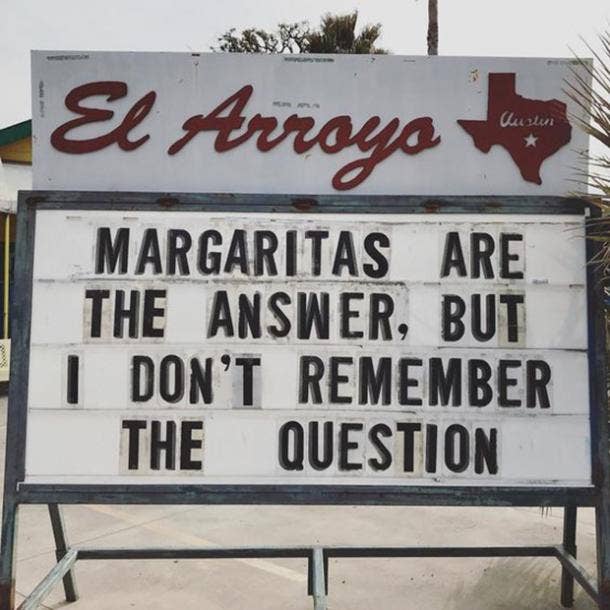 El Arroyo
Austin
MARGARITAS ARE
THE ANSWER, BUT
I DON'T REMEMBER
THE QUESTION